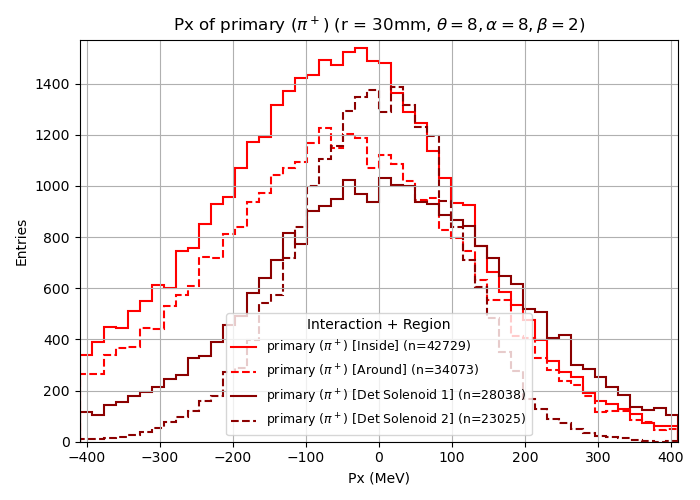 Px of primary (π⁺) (r = 30mm, θ = 8, α = 8, β = 2)
Entries
1400
1200
1000
800
600
400
200
0
Interaction + Region
primary (π⁺) [Inside] (n=42729)
primary (π⁺) [Around] (n=34073)
primary (π⁺) [Det Solenoid 1] (n=28038)
primary (π⁺) [Det Solenoid 2] (n=23025)
−400 −300 −200 −100 0 100 200 300 400
Px (MeV)